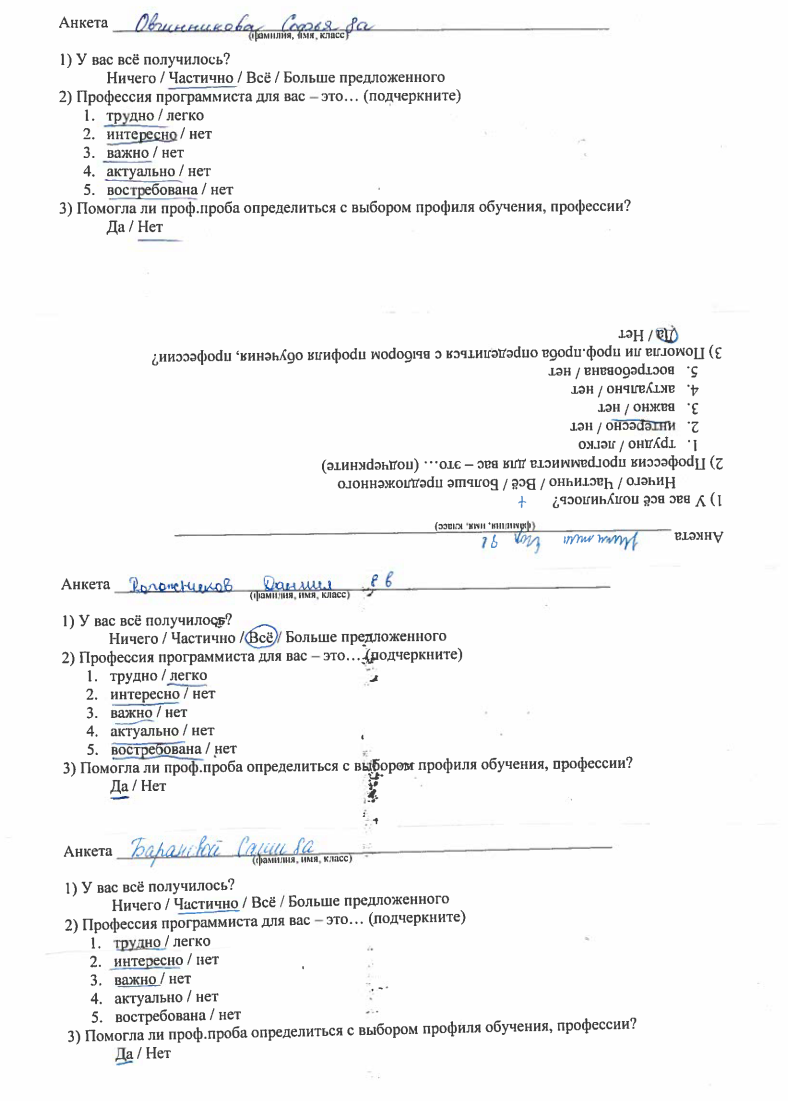 Анкета Овчинникова Софья 8а
(фамилия, имя, класс)
1) У вас всё получилось?
Ничего / Частично / Всё / Больше предложенного
2) Профессия программиста для вас – это… (подчеркните)
1. трудно / легко
2. интересно / нет
3. важно / нет
4. актуально / нет
5. востребована / нет
3) Помогла ли проф.проба определиться с выбором профиля обучения, профессии?
Да / Нет
Анкета 
(фамилия, имя, класс)
1) У вас всё получилось? +
Ничего / Частично / Всё / Больше предложенного
2) Профессия программиста для вас – это… (подчеркните)
1. трудно / легко
2. интересно / нет
3. важно / нет
4. актуально / нет
5. востребована / нет
3) Помогла ли проф.проба определиться с выбором профиля обучения, профессии?
Да / Нет
Анкета Рогожников Даниил 8 в
(фамилия, имя, класс)
1) У вас всё получилось?
Ничего / Частично / Всё / Больше предложенного
2) Профессия программиста для вас – это… (подчеркните)
1. трудно / легко
2. интересно / нет
3. важно / нет
4. актуально / нет
5. востребована / нет
3) Помогла ли проф.проба определиться с выбором профиля обучения, профессии?
Да / Нет
Анкета Барановой Саши 8а
(фамилия, имя, класс)
1) У вас всё получилось?
Ничего / Частично / Всё / Больше предложенного
2) Профессия программиста для вас – это… (подчеркните)
1. трудно / легко
2. интересно / нет
3. важно / нет
4. актуально / нет
5. востребована / нет
3) Помогла ли проф.проба определиться с выбором профиля обучения, профессии?
Да / Нет